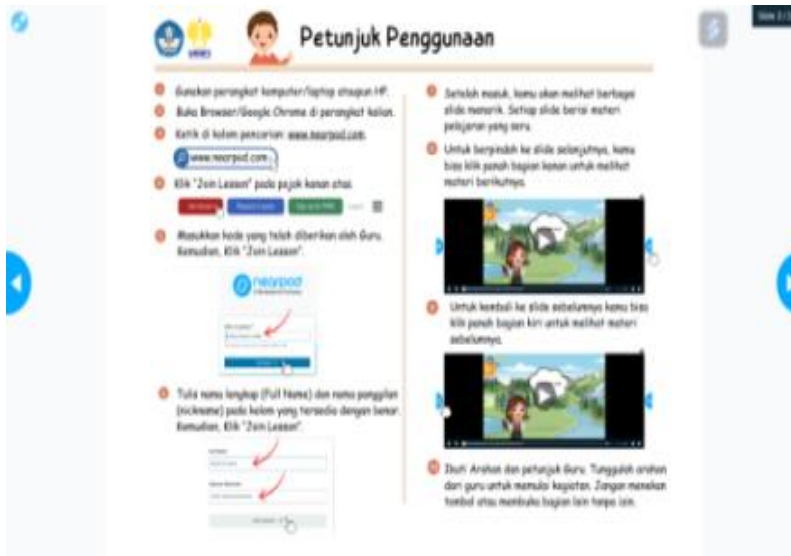 Petunjuk Penggunaan
Gunakan perangkat komputer/laptop ataupun HP.
Buka Browser/Google Chrome di perangkat kalian.
Ketik di kolom pencarian: www.nearpod.com
www.nearpod.com
Klik "Join Lesson" pada pojok kanan atas.
Masukkan kode yang telah diberikan oleh Guru.
Kemudian, Klik "Join Lesson".
nearpod
Tulis nama lengkap (Full Name) dan nama panggilan
(nickname) pada kolom yang tersedia dengan benar.
Kemudian, Klik "Join Lesson".
Setelah masuk, kamu akan melihat berbagai
slide menarik. Setiap slide berisi materi
pelajaran yang seru.
Untuk berpindah ke slide selanjutnya, kamu
bisa klik panah bagian kanan untuk melihat
materi berikutnya.
Untuk kembali ke slide sebelumnya kamu bisa
klik panah bagian kiri untuk melihat materi
sebelumnya.
Ikuti Arahan dan petunjuk Guru. Tunggulah arahan
dari guru untuk memulai kegiatan. Jangan menekan
tombol atau membuka bagian lain tanpa izin.